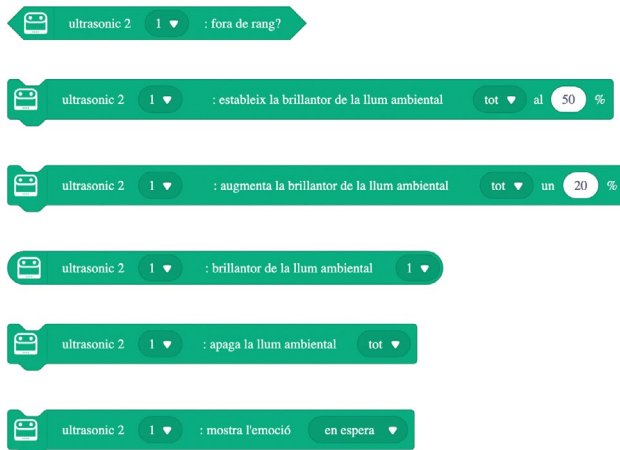 ultrasonic 2 1 : fora de rang?
ultrasonic 2 1 : estableix la brillantor de la llum ambiental tot al 50 %
ultrasonic 2 1 : augmenta la brillantor de la llum ambiental tot un 20 %
ultrasonic 2 1 : brillantor de la llum ambiental 1
ultrasonic 2 1 : apaga la llum ambiental tot
ultrasonic 2 1 : mostra l'emoció en espera